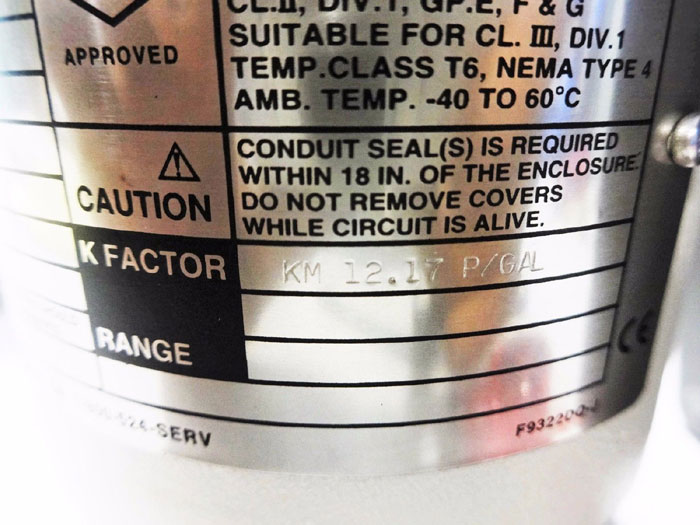 CL.II, DIV.1, GP.E, F & G
APPROVED
SUITABLE FOR CL. III, DIV.1
TEMP.CLASS T6, NEMA TYPE 4
AMB. TEMP. -40 TO 60°C
CAUTION
CONDUIT SEAL(S) IS REQUIRED
WITHIN 18 IN. OF THE ENCLOSURE.
DO NOT REMOVE COVERS
WHILE CIRCUIT IS ALIVE.
K FACTOR
KM 12.17 P/GAL
RANGE
CE
-524-SERV